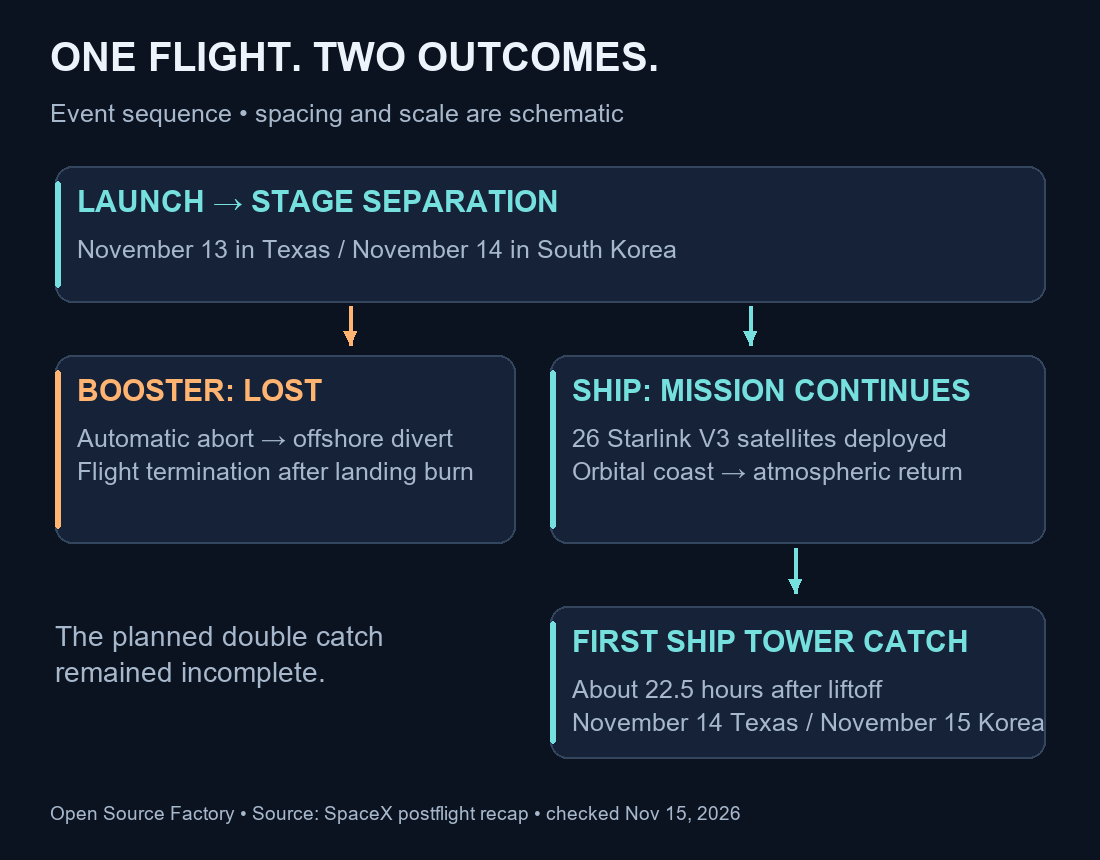 ONE FLIGHT. TWO OUTCOMES.
Event sequence • spacing and scale are schematic
LAUNCH → STAGE SEPARATION
November 13 in Texas / November 14 in South Korea
BOOSTER: LOST
Automatic abort → offshore divert
Flight termination after landing burn
SHIP: MISSION CONTINUES
26 Starlink V3 satellites deployed
Orbital coast → atmospheric return
The planned double catch
remained incomplete.
FIRST SHIP TOWER CATCH
About 22.5 hours after liftoff
November 14 Texas / November 15 Korea
Open Source Factory • Source: SpaceX postflight recap • checked Nov 15, 2026